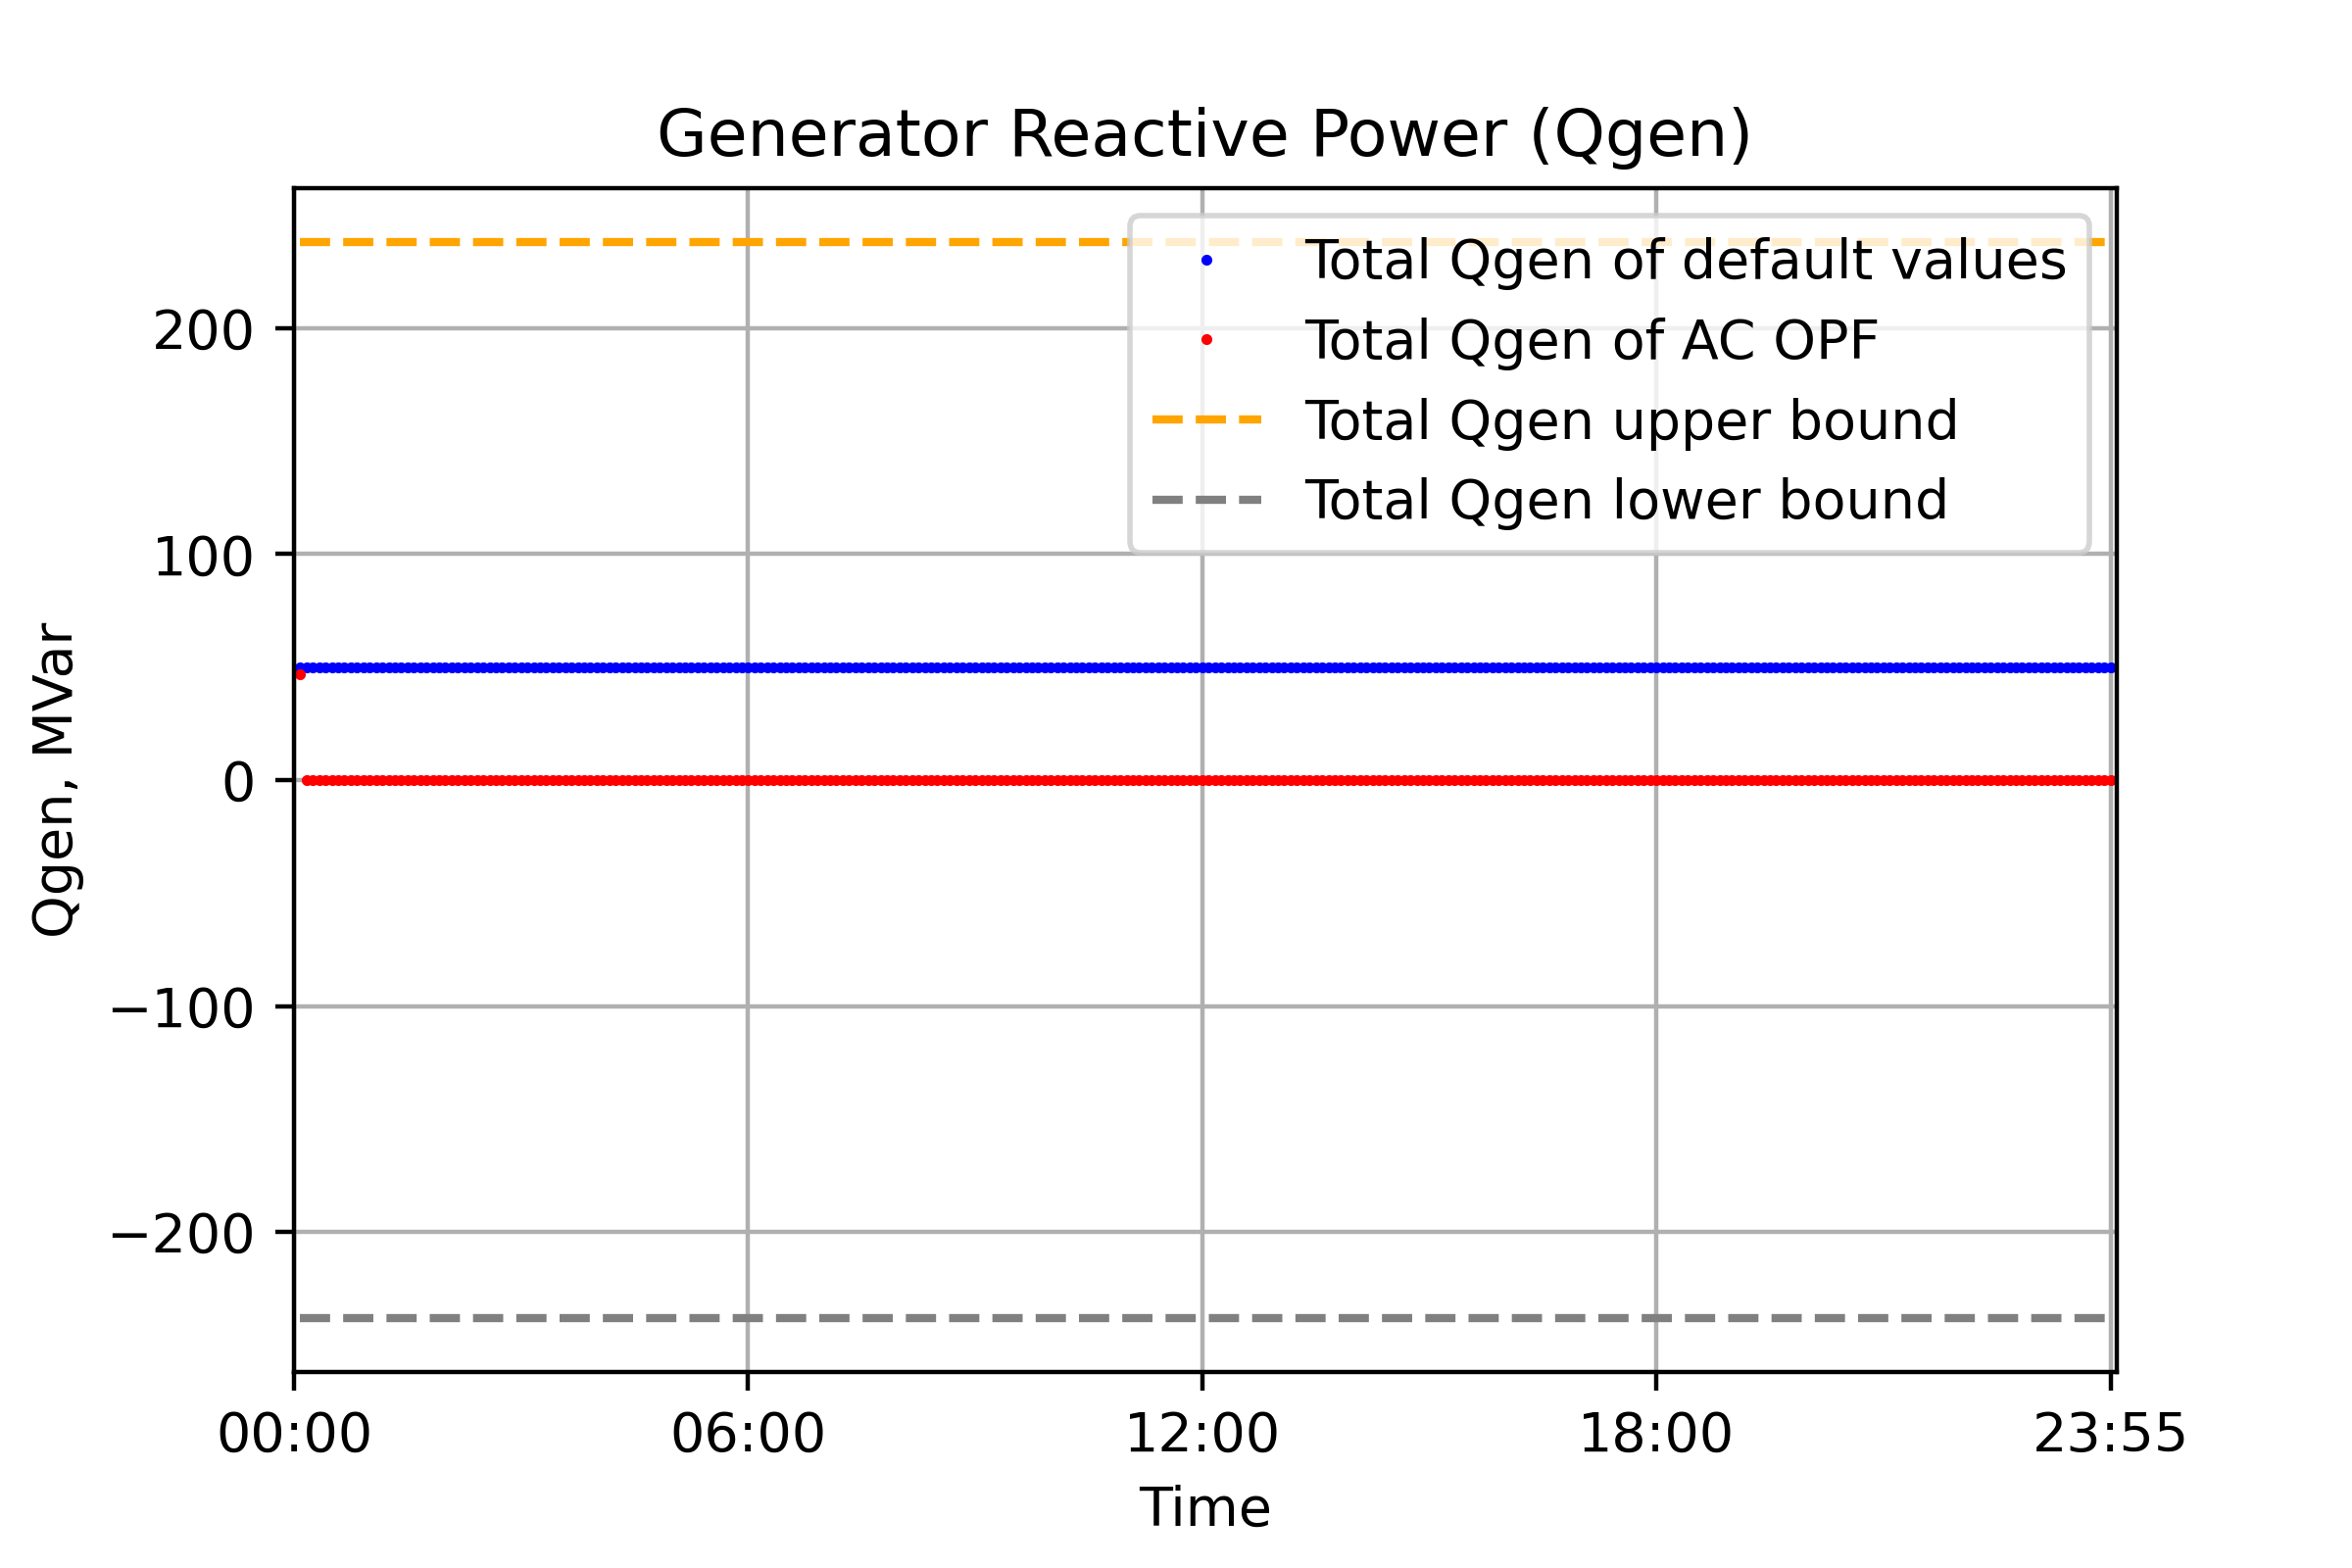 Generator Reactive Power (Qgen)
Total Qgen of default values
Total Qgen of AC OPF
Total Qgen upper bound
Total Qgen lower bound
200
100
0
−100
−200
Qgen, MVar
00:00
06:00
12:00
18:00
23:55
Time